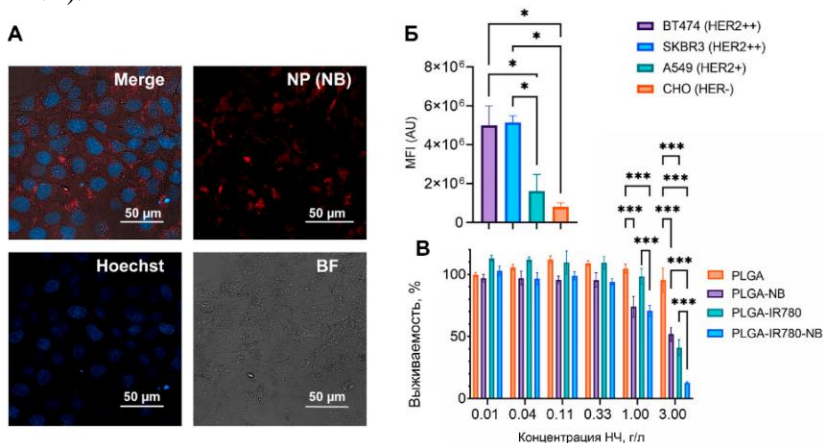 А
Merge
50 µm
NP (NB)
50 µm
Hoechst
50 µm
BF
50 µm
Б
MFI (AU)
8×10⁶
6×10⁶
4×10⁶
2×10⁶
0
*
*
*
*
BT474 (HER2++)
SKBR3 (HER2++)
A549 (HER2+)
CHO (HER-)
В
Выживаемость, %
100
50
0
***
***
***
***
***
***
***
***
0.01 0.04 0.11 0.33 1.00 3.00
Концентрация НЧ, г/л
PLGA
PLGA-NB
PLGA-IR780
PLGA-IR780-NB